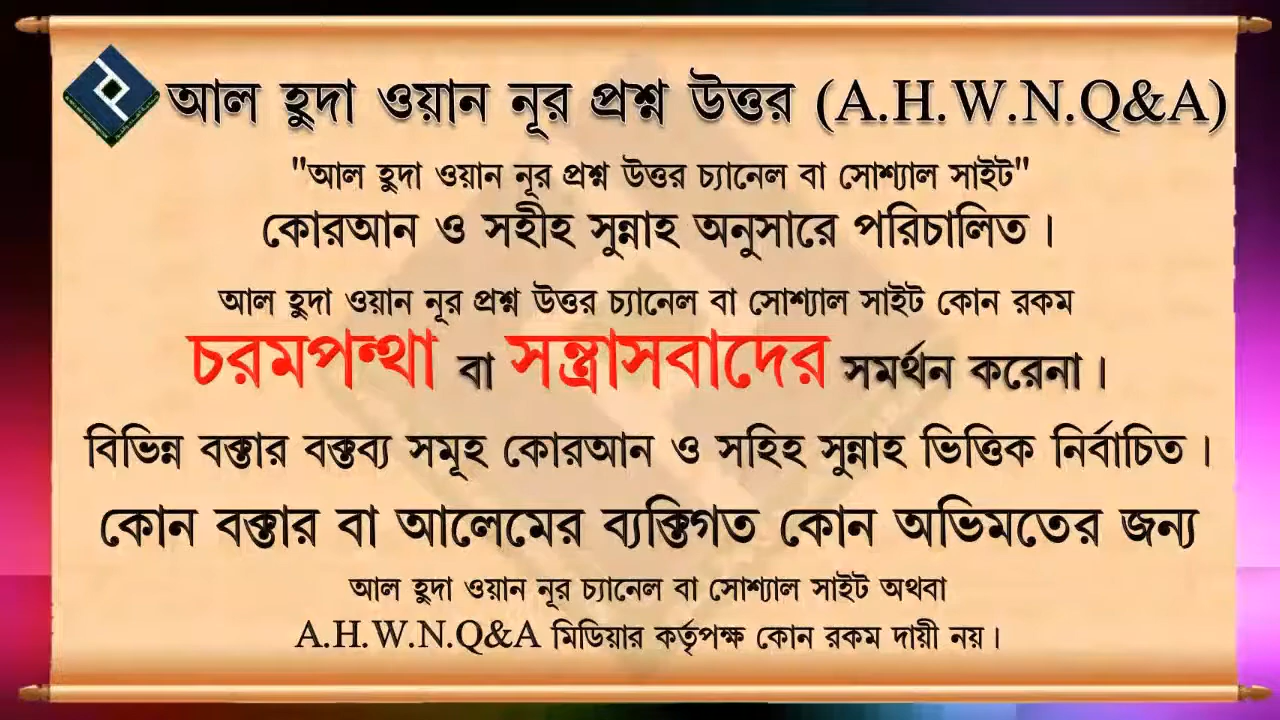 আল হুদা ওয়ান নূর প্রশ্ন উত্তর (A.H.W.N.Q&A)
"আল হুদা ওয়ান নূর প্রশ্ন উত্তর চ্যানেল বা সোশ্যাল সাইট"
কোরআন ও সহীহ সুন্নাহ অনুসারে পরিচালিত।
আল হুদা ওয়ান নূর প্রশ্ন উত্তর চ্যানেল বা সোশ্যাল সাইট কোন রকম
চরমপন্থা বা সন্ত্রাসবাদের সমর্থন করেনা।
বিভিন্ন বক্তার বক্তব্য সমূহ কোরআন ও সহিহ সুন্নাহ ভিত্তিক নির্বাচিত।
কোন বক্তার বা আলেমের ব্যক্তিগত কোন অভিমতের জন্য
আল হুদা ওয়ান নূর চ্যানেল বা সোশ্যাল সাইট অথবা
A.H.W.N.Q&A মিডিয়ার কর্তৃপক্ষ কোন রকম দায়ী নয়।